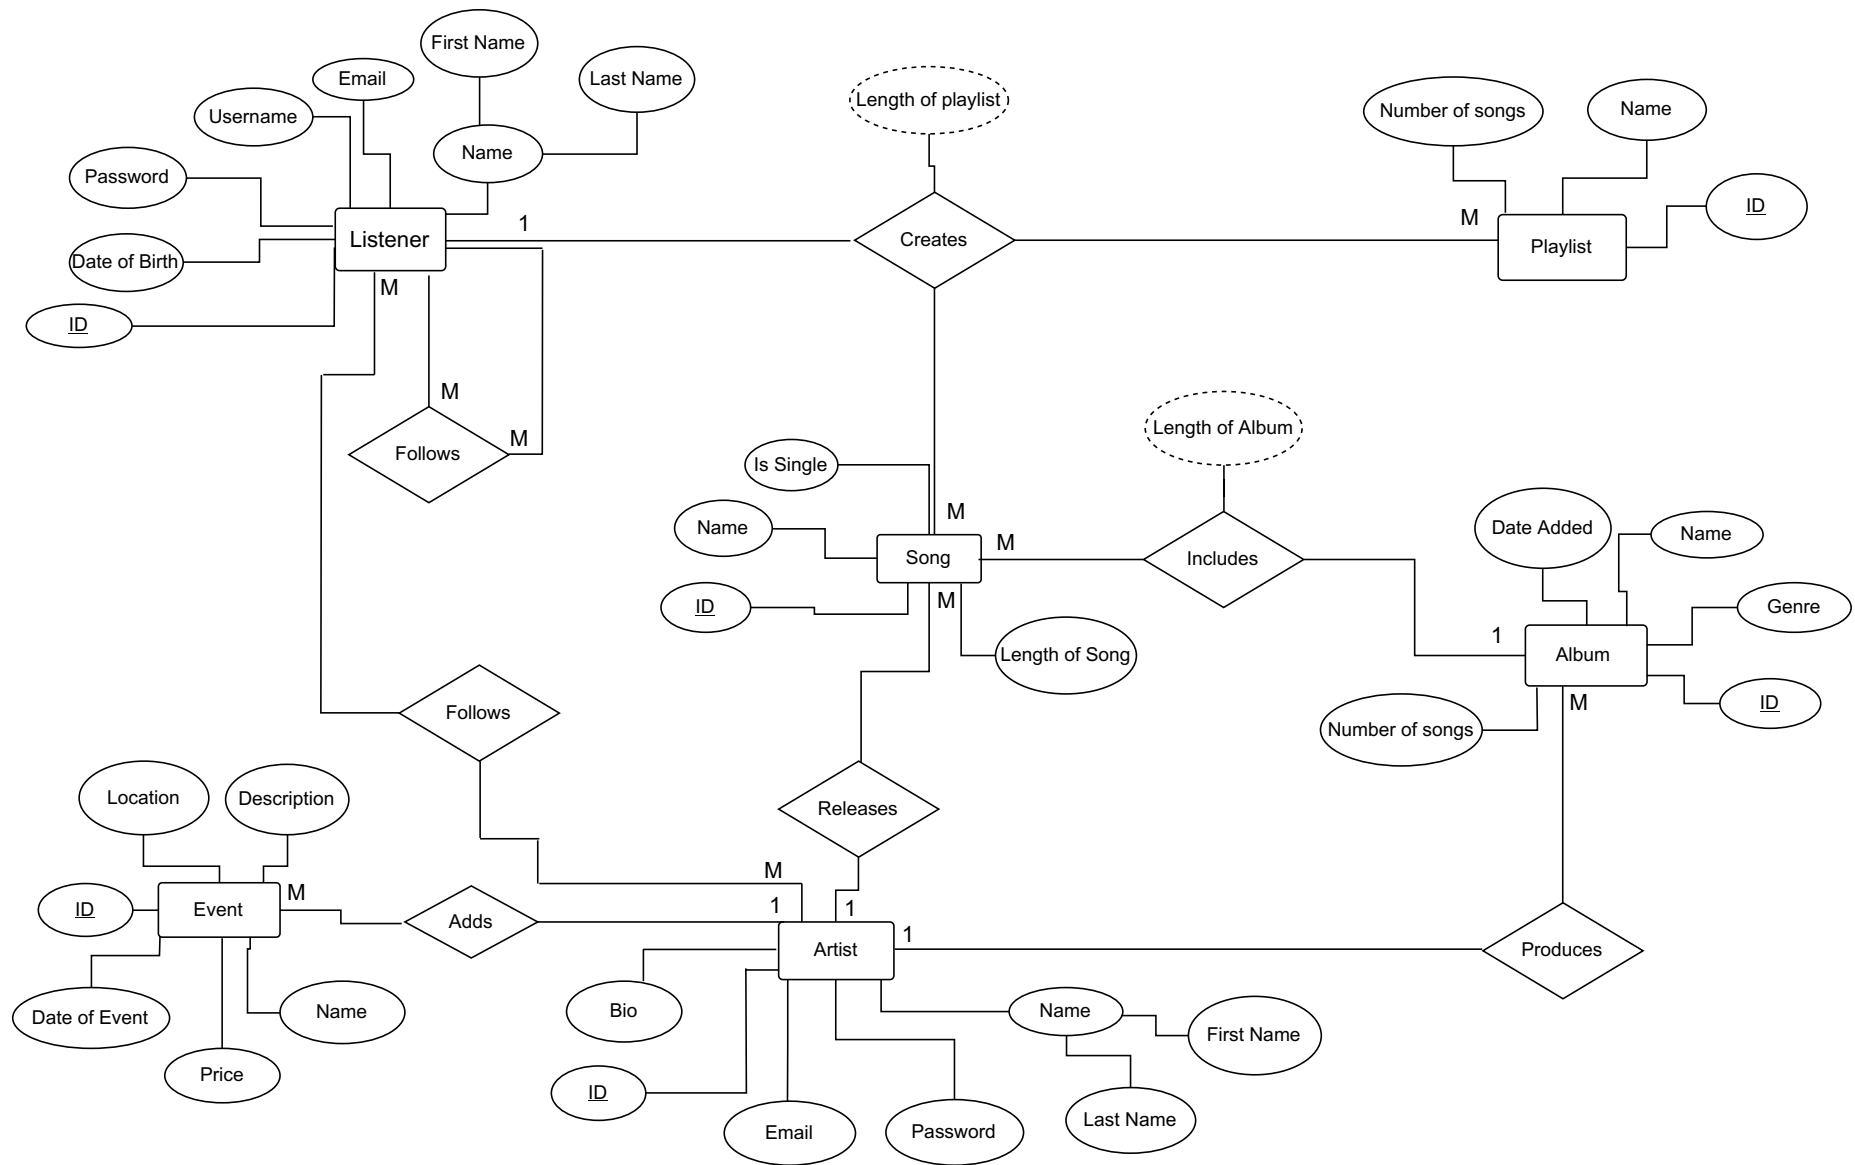 First Name
Last Name
Email
Username
Name
Password
Listener
Date of Birth
ID
1
M
Length of playlist
Creates
Number of songs
Name
ID
M
Playlist
M
Follows
M
Is Single
Name
ID
M
Song
M
M
Length of Song
Length of Album
Includes
Date Added
Name
Genre
1
Album
ID
M
Number of songs
Follows
Releases
Location
Description
ID
Event
M
Adds
M
1
1
Artist
1
Produces
Date of Event
Price
Name
Bio
ID
Email
Password
Name
First Name
Last Name